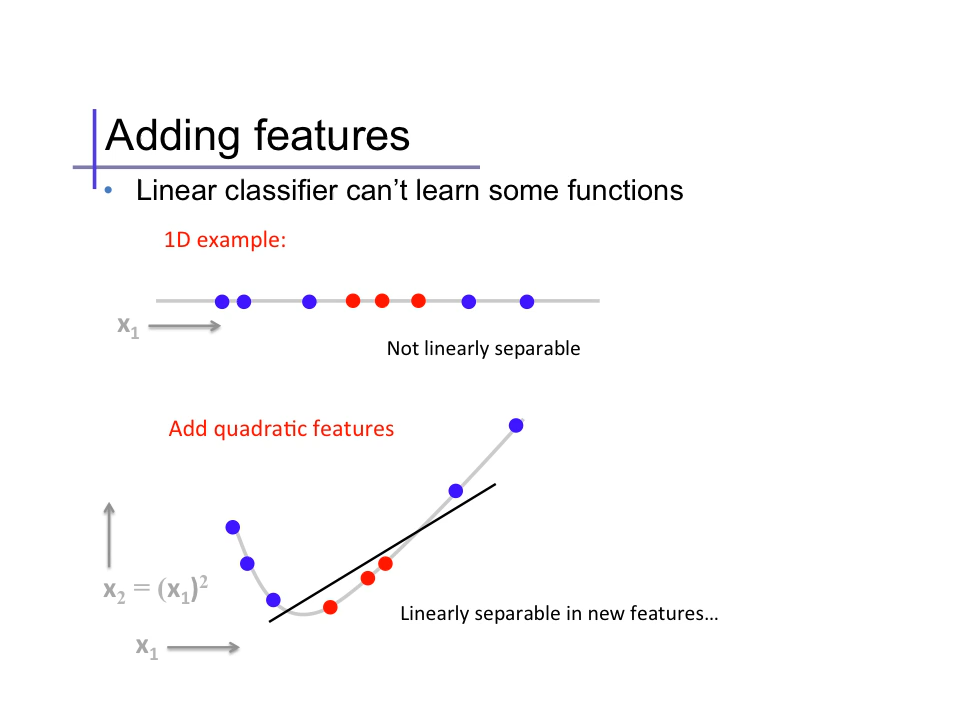 Adding features
• Linear classifier can’t learn some functions
1D example:
x₁
Not linearly separable
Add quadratic features
x₂ = (x₁)²
Linearly separable in new features…
x₁